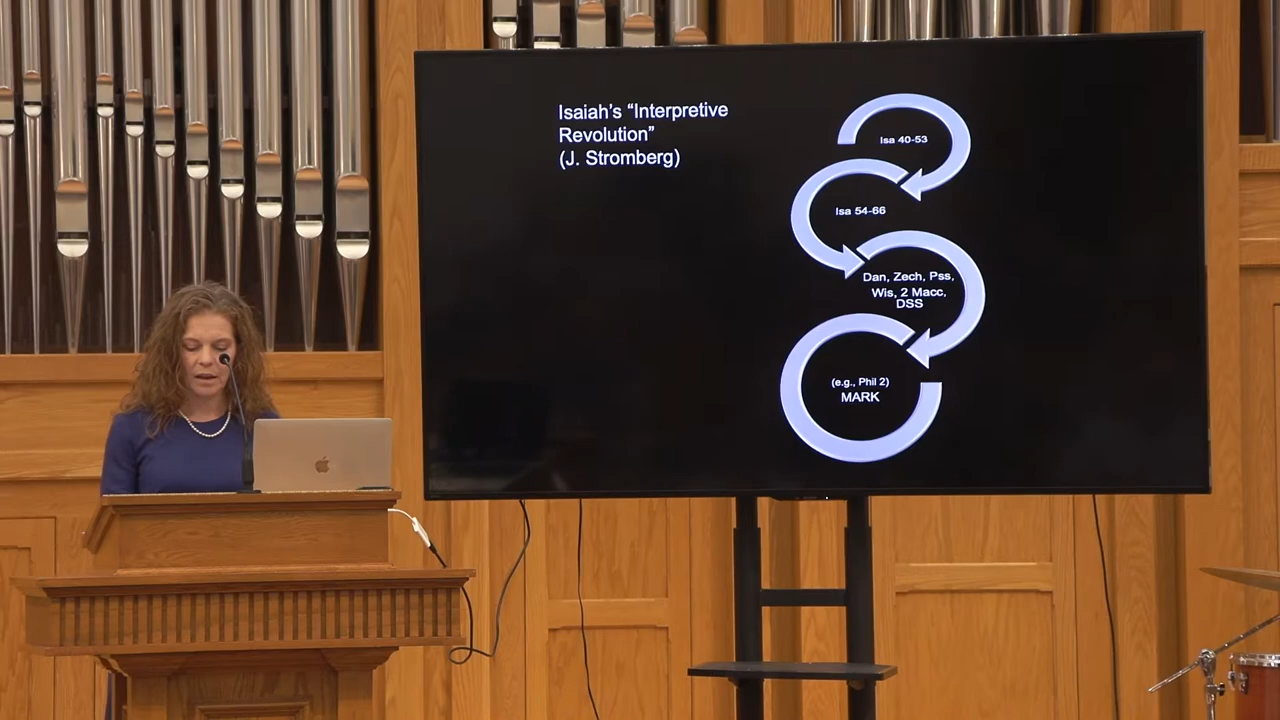 Isaiah's “Interpretive
Revolution”
(J. Stromberg)
Isa 40-53
Isa 54-66
Dan, Zech, Pss,
Wis, 2 Macc,
DSS
(e.g., Phil 2)
MARK